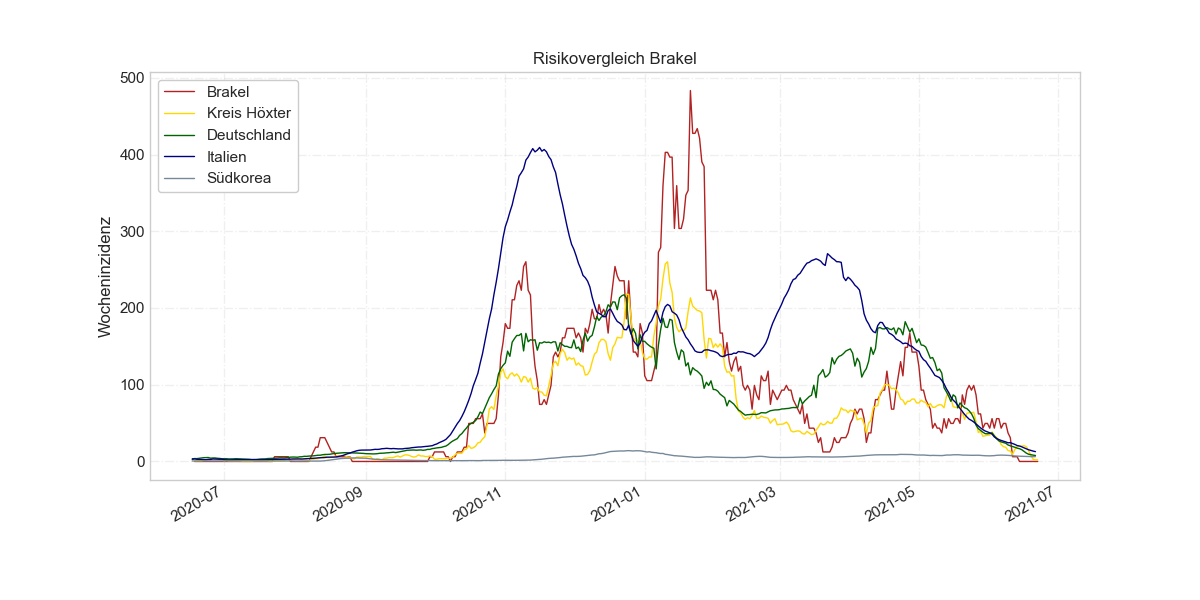 Risikovergleich Brakel
Brakel
Kreis Höxter
Deutschland
Italien
Südkorea
Wocheninzidenz
500
400
300
200
100
0
2020-07
2020-09
2020-11
2021-01
2021-03
2021-05
2021-07